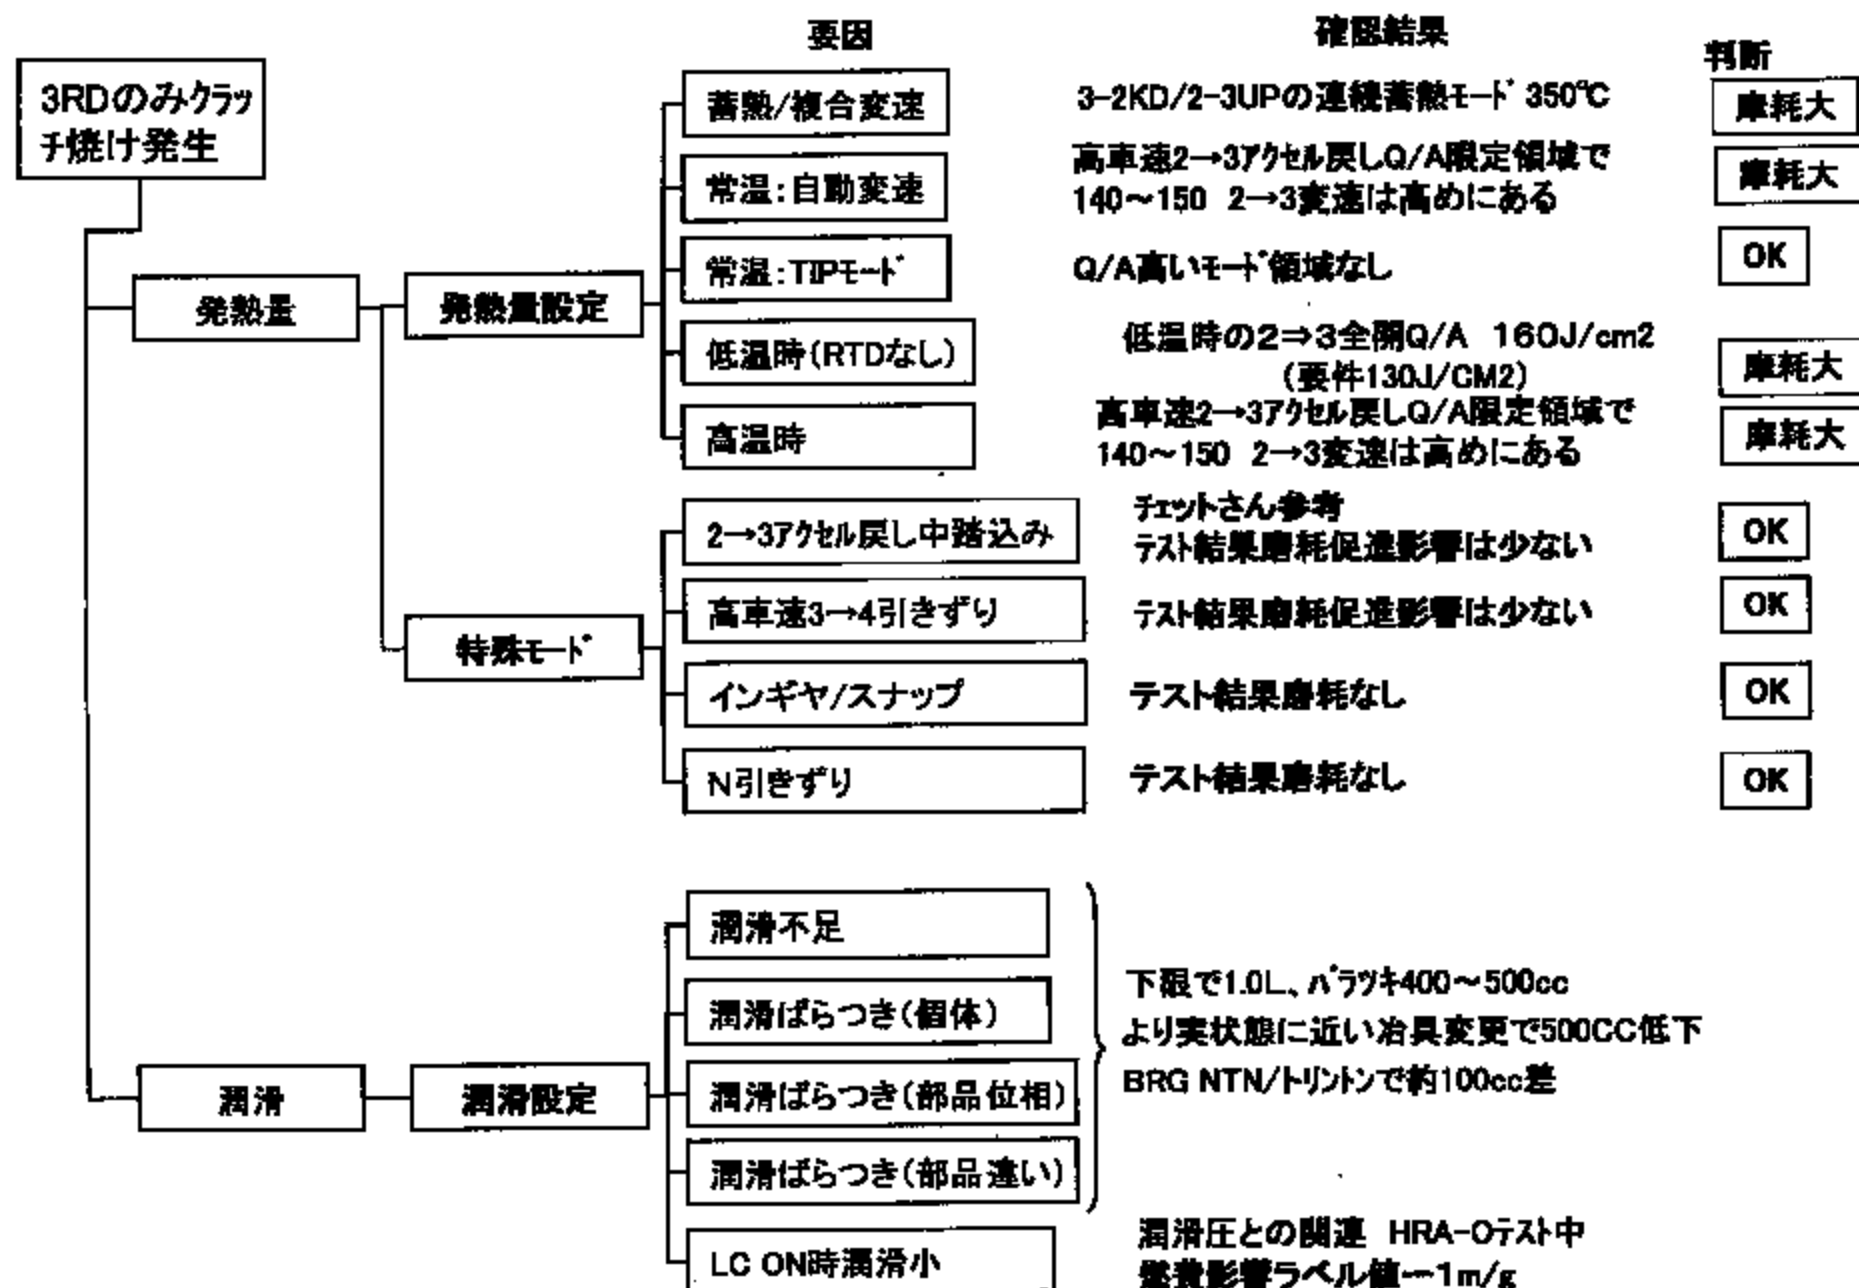 要因
確認結果
判断
3RDのみクラッ
チ焼け発生
蓄熱/複合変速
3-2KD/2-3UPの連続蓄熱モード 350℃
摩耗大
常温:自動変速
高車速2→3アクセル戻しQ/A限定領域で
140～150 2→3変速は高めにある
摩耗大
常温:TIPモード
Q/A高いモード領域なし
OK
発熱量
発熱量設定
低温時(RTDなし)
低温時の2⇒3全開Q/A 160J/cm2
(要件130J/CM2)
摩耗大
高温時
高車速2→3アクセル戻しQ/A限定領域で
140～150 2→3変速は高めにある
摩耗大
2→3アクセル戻し中踏込み
チェットさん参考
テスト結果磨耗促進影響は少ない
OK
高車速3→4引きずり
テスト結果磨耗促進影響は少ない
OK
特殊モード
インギヤ/スナップ
テスト結果磨耗なし
OK
N引きずり
テスト結果磨耗なし
OK
潤滑不足
潤滑ばらつき(個体)
下限で1.0L、バラツキ400～500cc
より実状態に近い冶具変更で500CC低下
BRG NTN/トリントンで約100cc差
潤滑
潤滑設定
潤滑ばらつき(部品位相)
潤滑ばらつき(部品違い)
LC ON時潤滑小
潤滑圧との関連 HRA-Oテスト中
燃費影響ラベル値ー1m/g